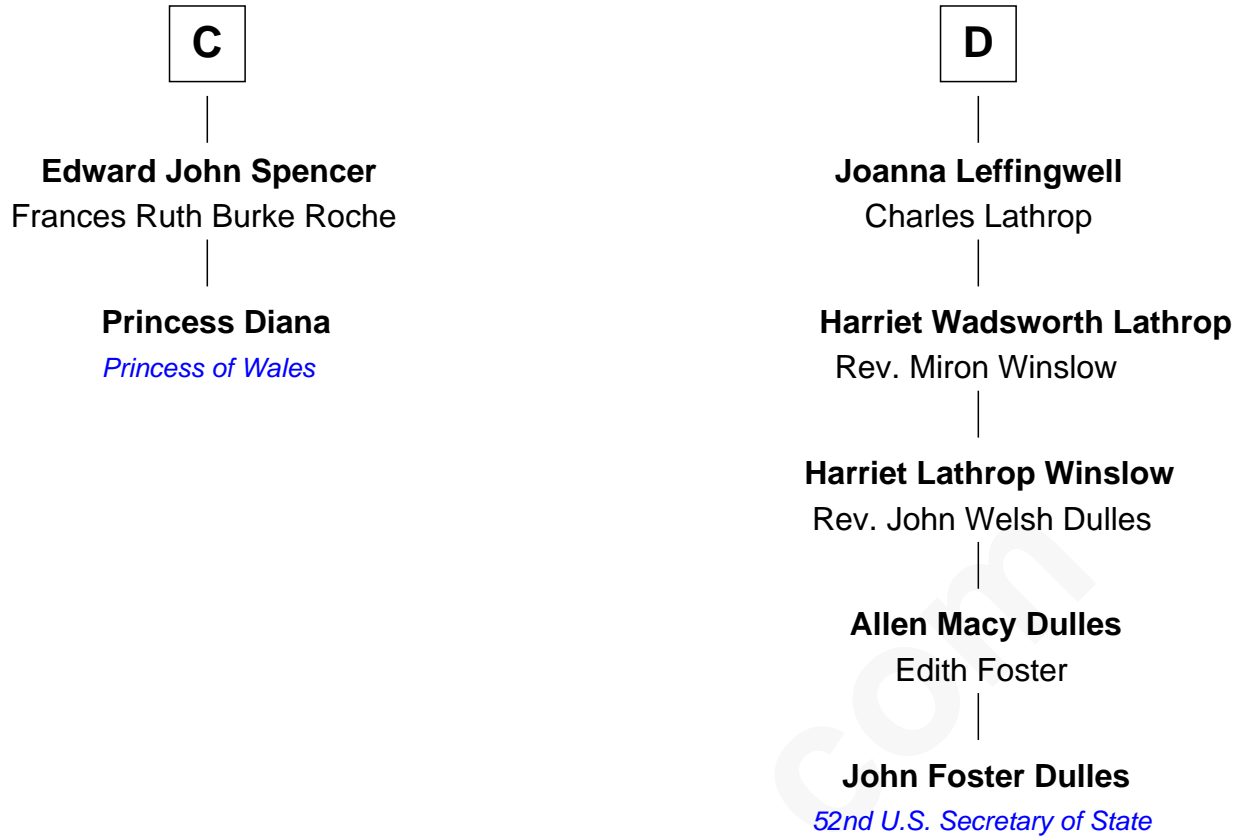 C
Edward John Spencer
Frances Ruth Burke Roche
Princess Diana
Princess of Wales
D
Joanna Leffingwell
Charles Lathrop
Harriet Wadsworth Lathrop
Rev. Miron Winslow
Harriet Lathrop Winslow
Rev. John Welsh Dulles
Allen Macy Dulles
Edith Foster
John Foster Dulles
52nd U.S. Secretary of State
com